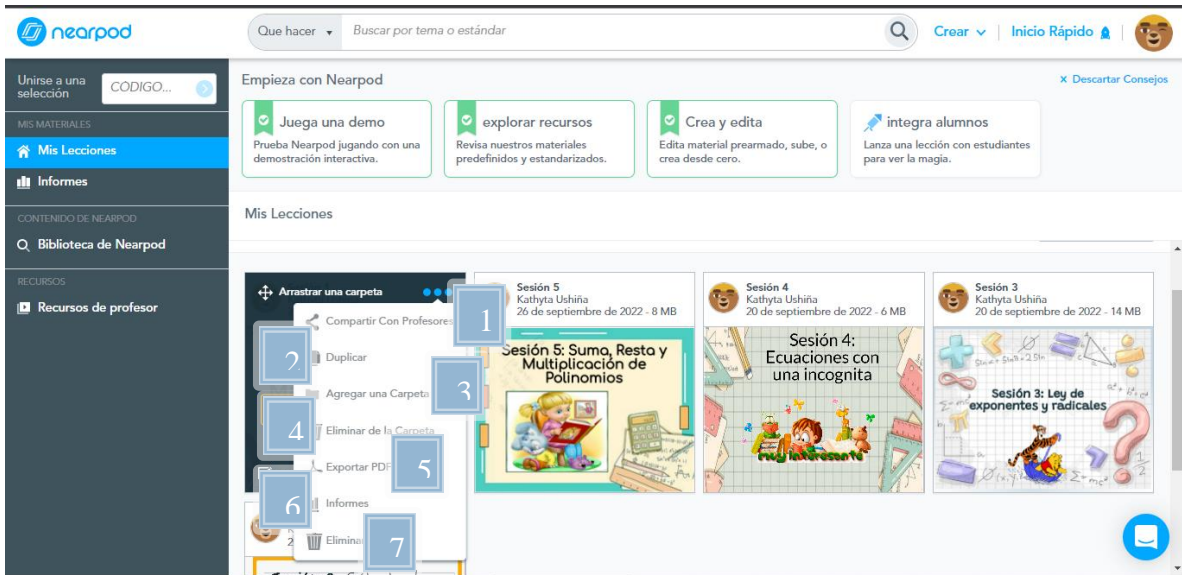 nearpod
Que hacer
Buscar por tema o estándar
Crear
Inicio Rápido
Unirse a una selección
CÓDIGO...
Empieza con Nearpod
× Descartar Consejos
Juega una demo
Prueba Nearpod jugando con una
demostración interactiva.
explorar recursos
Revisa nuestros materiales
predefinidos y estandarizados.
Crea y edita
Edita material prearmado, sube, o
crea desde cero.
integra alumnos
Lanza una lección con estudiantes
para ver la magia.
MIS MATERIALES
Mis Lecciones
Informes
CONTENIDO DE NEARPOD
Biblioteca de Nearpod
RECURSOS
Recursos de profesor
Mis Lecciones
Arrastrar una carpeta
Compartir Con Profesores
1
2
Duplicar
Agregar una Carpeta
3
4
Eliminar de la Carpeta
Exportar PDF
5
6
Informes
Eliminar
7
Sesión 5
Kathyta Ushiña
26 de septiembre de 2022 - 8 MB
Sesión 5: Suma, Resta y
Multiplicación de
Polinomios
Sesión 4
Kathyta Ushiña
20 de septiembre de 2022 - 6 MB
Sesión 4:
Ecuaciones con
una incognita
muy interesante
Sesión 3
Kathyta Ushiña
20 de septiembre de 2022 - 14 MB
Sesión 3: Ley de
exponentes y radicales